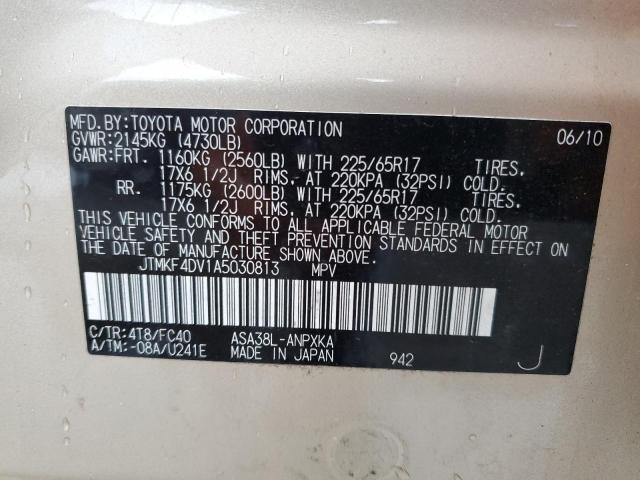 MFD.BY:TOYOTA MOTOR CORPORATION 06/10
GVWR:2145KG (4730LB)
GAWR:FRT. 1160KG (2560LB) WITH 225/65R17 TIRES.
17X6 1/2J RIMS. AT 220KPA (32PSI) COLD.
RR. 1175KG (2600LB) WITH 225/65R17 TIRES.
17X6 1/2J RIMS. AT 220KPA (32PSI) COLD.
THIS VEHICLE CONFORMS TO ALL APPLICABLE FEDERAL MOTOR
VEHICLE SAFETY AND THEFT PREVENTION STANDARDS IN EFFECT ON
THE DATE OF MANUFACTURE SHOWN ABOVE.
JTMKF4DV1A5030813 MPV
C/TR:4T8/FC40 ASA38L-ANPXKA
A/TM:-08A/U241E MADE IN JAPAN 942 J